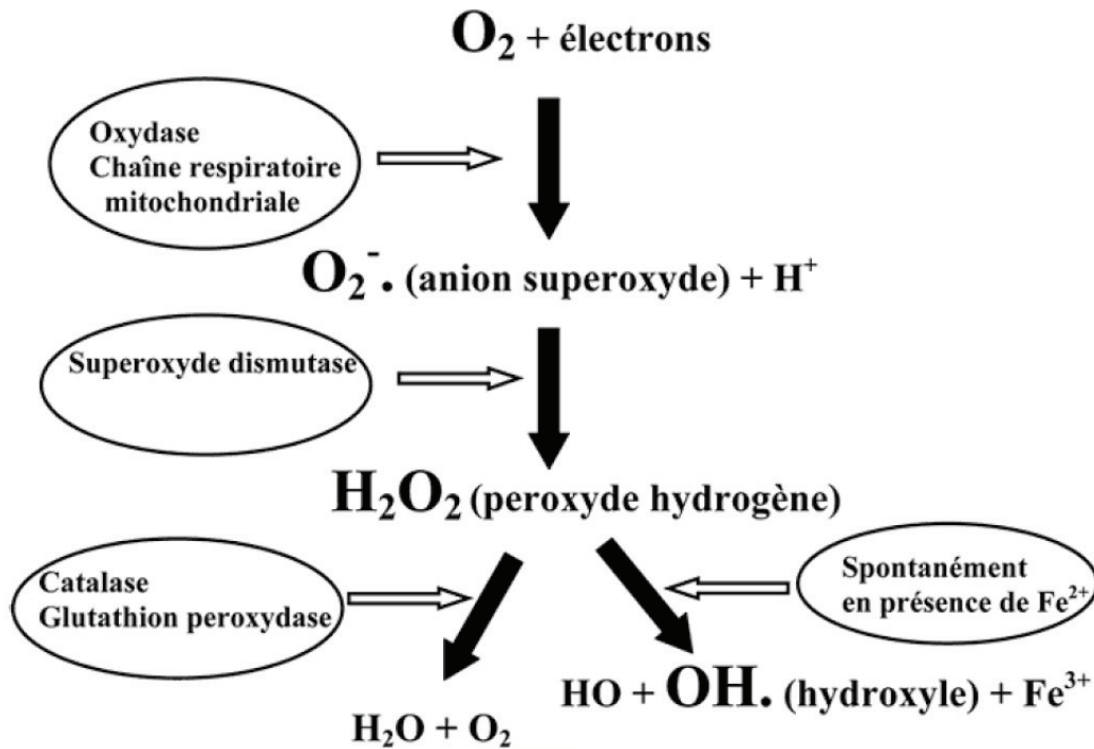 O₂ + électrons
Oxydase
Chaîne respiratoire
mitochondriale
O₂⁻. (anion superoxyde) + H⁺
Superoxyde dismutase
H₂O₂ (peroxyde hydrogène)
Catalase
Glutathion peroxydase
Spontanément
en présence de Fe²⁺
HO + OH. (hydroxyle) + Fe³⁺
H₂O + O₂